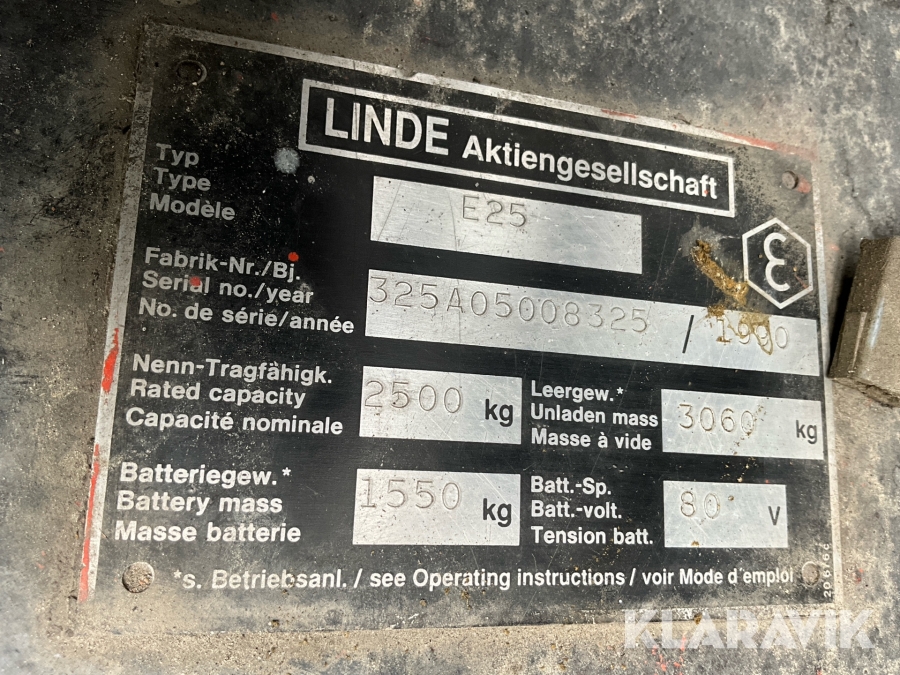 LINDE Aktiengesellschaft
Typ
Type
Modèle
E25
Fabrik-Nr./Bj.
Serial no./year
No. de série/année
325A05008325 / 1990
Nenn-Tragfähigk.
Rated capacity
Capacité nominale
2500 kg
Leergew.*
Unladen mass
Masse à vide
3060 kg
Batteriegew.*
Battery mass
Masse batterie
1550 kg
Batt.-Sp.
Batt.-volt.
Tension batt.
80 V
*s. Betriebsanl. / see Operating instructions / voir Mode d'emploi
KLARAVIK